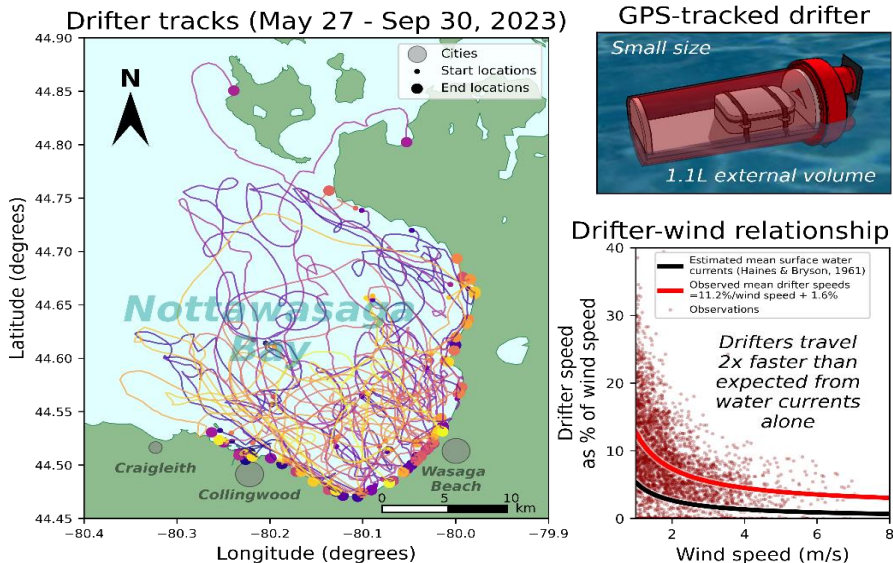 Drifter tracks (May 27 - Sep 30, 2023)
44.90
44.85
44.80
44.75
44.70
44.65
44.60
44.55
44.50
44.45
Latitude (degrees)
N
Cities
Start locations
End locations
Nottawasaga
Bay
Craigleith
Collingwood
Wasaga
Beach
0 5 10
km
−80.4 −80.3 −80.2 −80.1 −80.0 −79.9
Longitude (degrees)
GPS-tracked drifter
Small size
1.1L external volume
Drifter-wind relationship
40
30
20
10
0
Drifter speed
as % of wind speed
Estimated mean surface water
currents (Haines & Bryson, 1961)
Observed mean drifter speeds
=11.2%/wind speed + 1.6%
Observations
Drifters travel
2x faster than
expected from
water currents
alone
2 4 6 8
Wind speed (m/s)